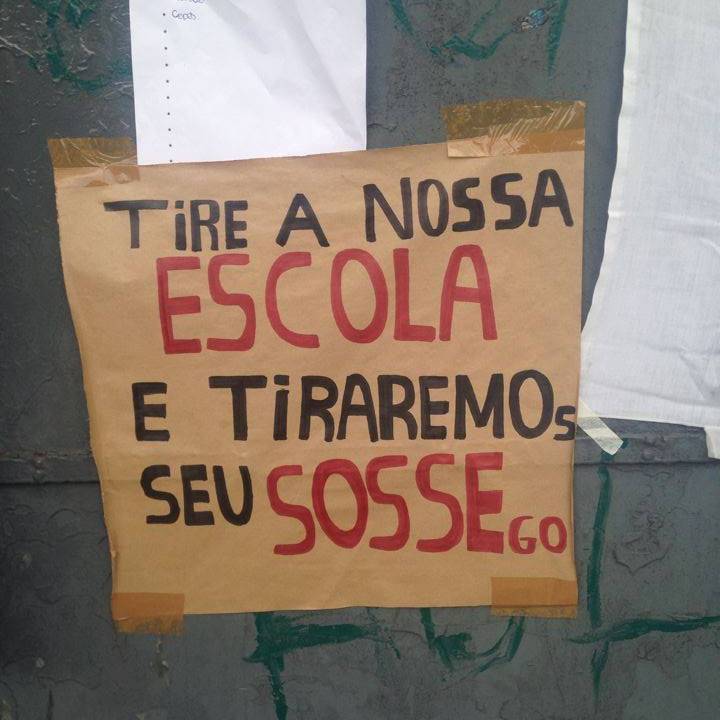 TiRE A NOSSA
ESCOLA
E TiRAREMOs
SEU SOSSEGO